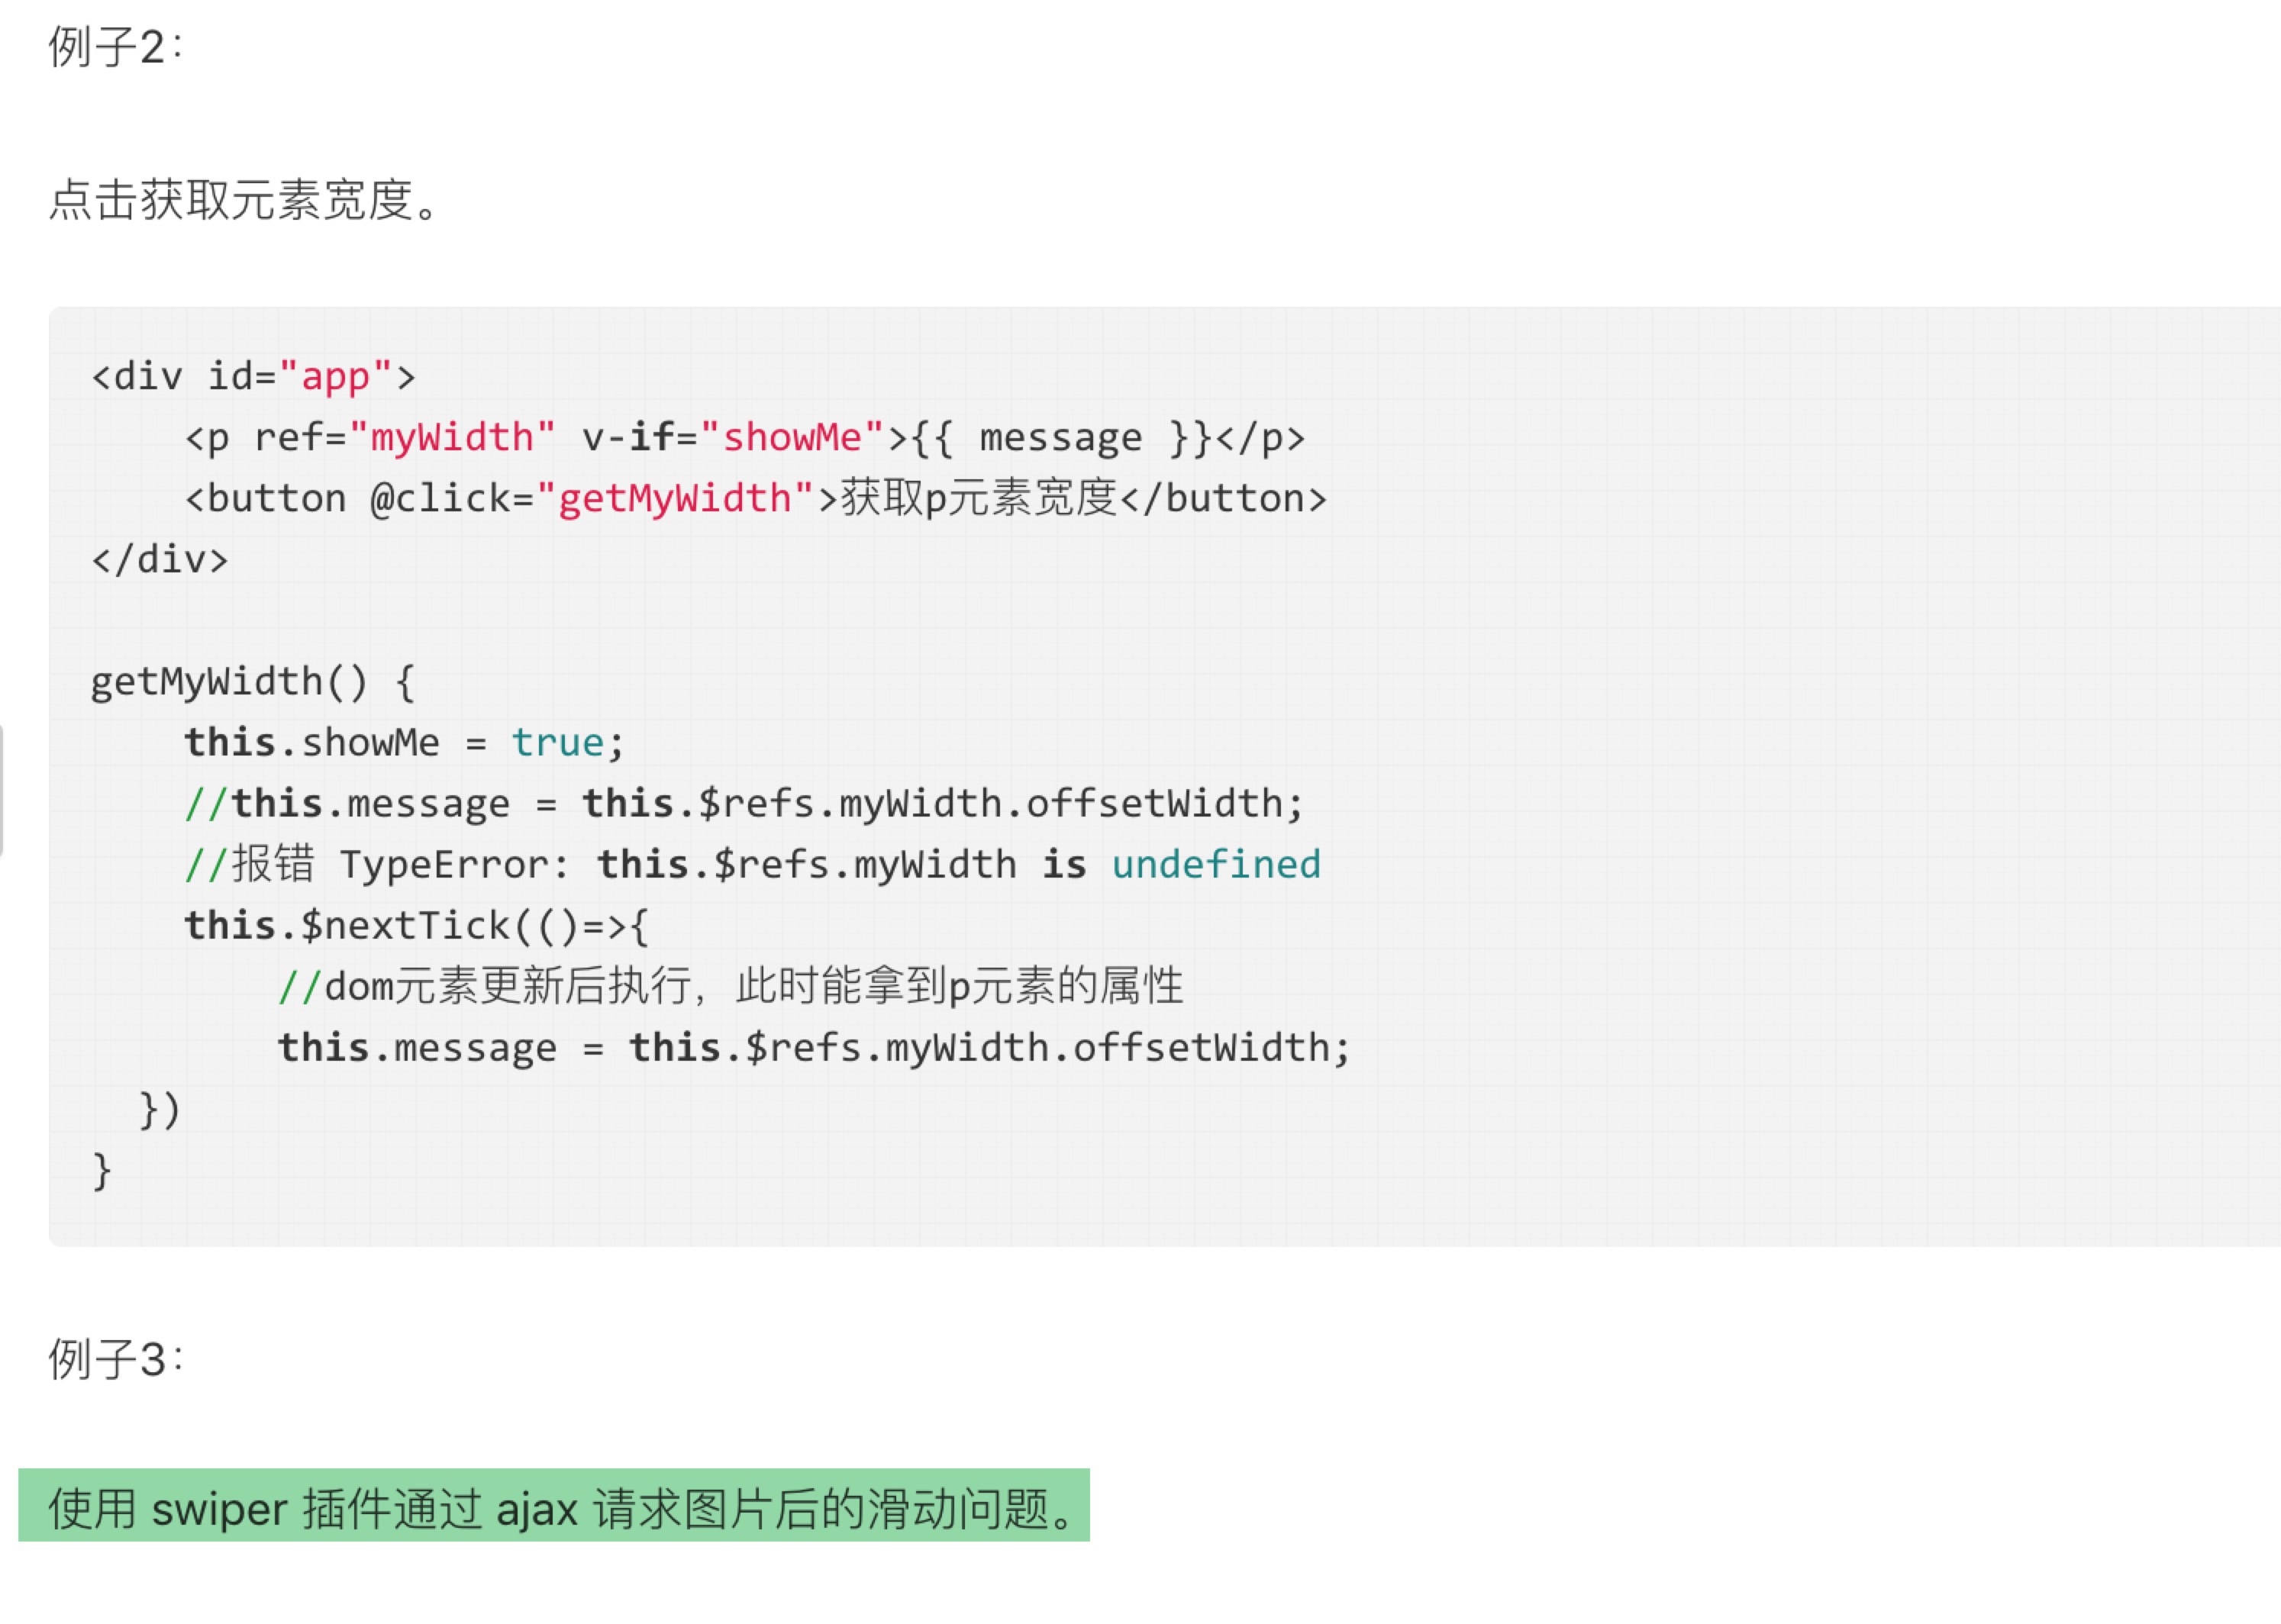 例子2：
点击获取元素宽度。
<div id="app">
    <p ref="myWidth" v-if="showMe">{{ message }}</p>
    <button @click="getMyWidth">获取p元素宽度</button>
</div>

getMyWidth() {
    this.showMe = true;
    //this.message = this.$refs.myWidth.offsetWidth;
    //报错 TypeError: this.$refs.myWidth is undefined
    this.$nextTick(()=>{
        //dom元素更新后执行，此时能拿到p元素的属性
        this.message = this.$refs.myWidth.offsetWidth;
  })
}
例子3：
使用 swiper 插件通过 ajax 请求图片后的滑动问题。